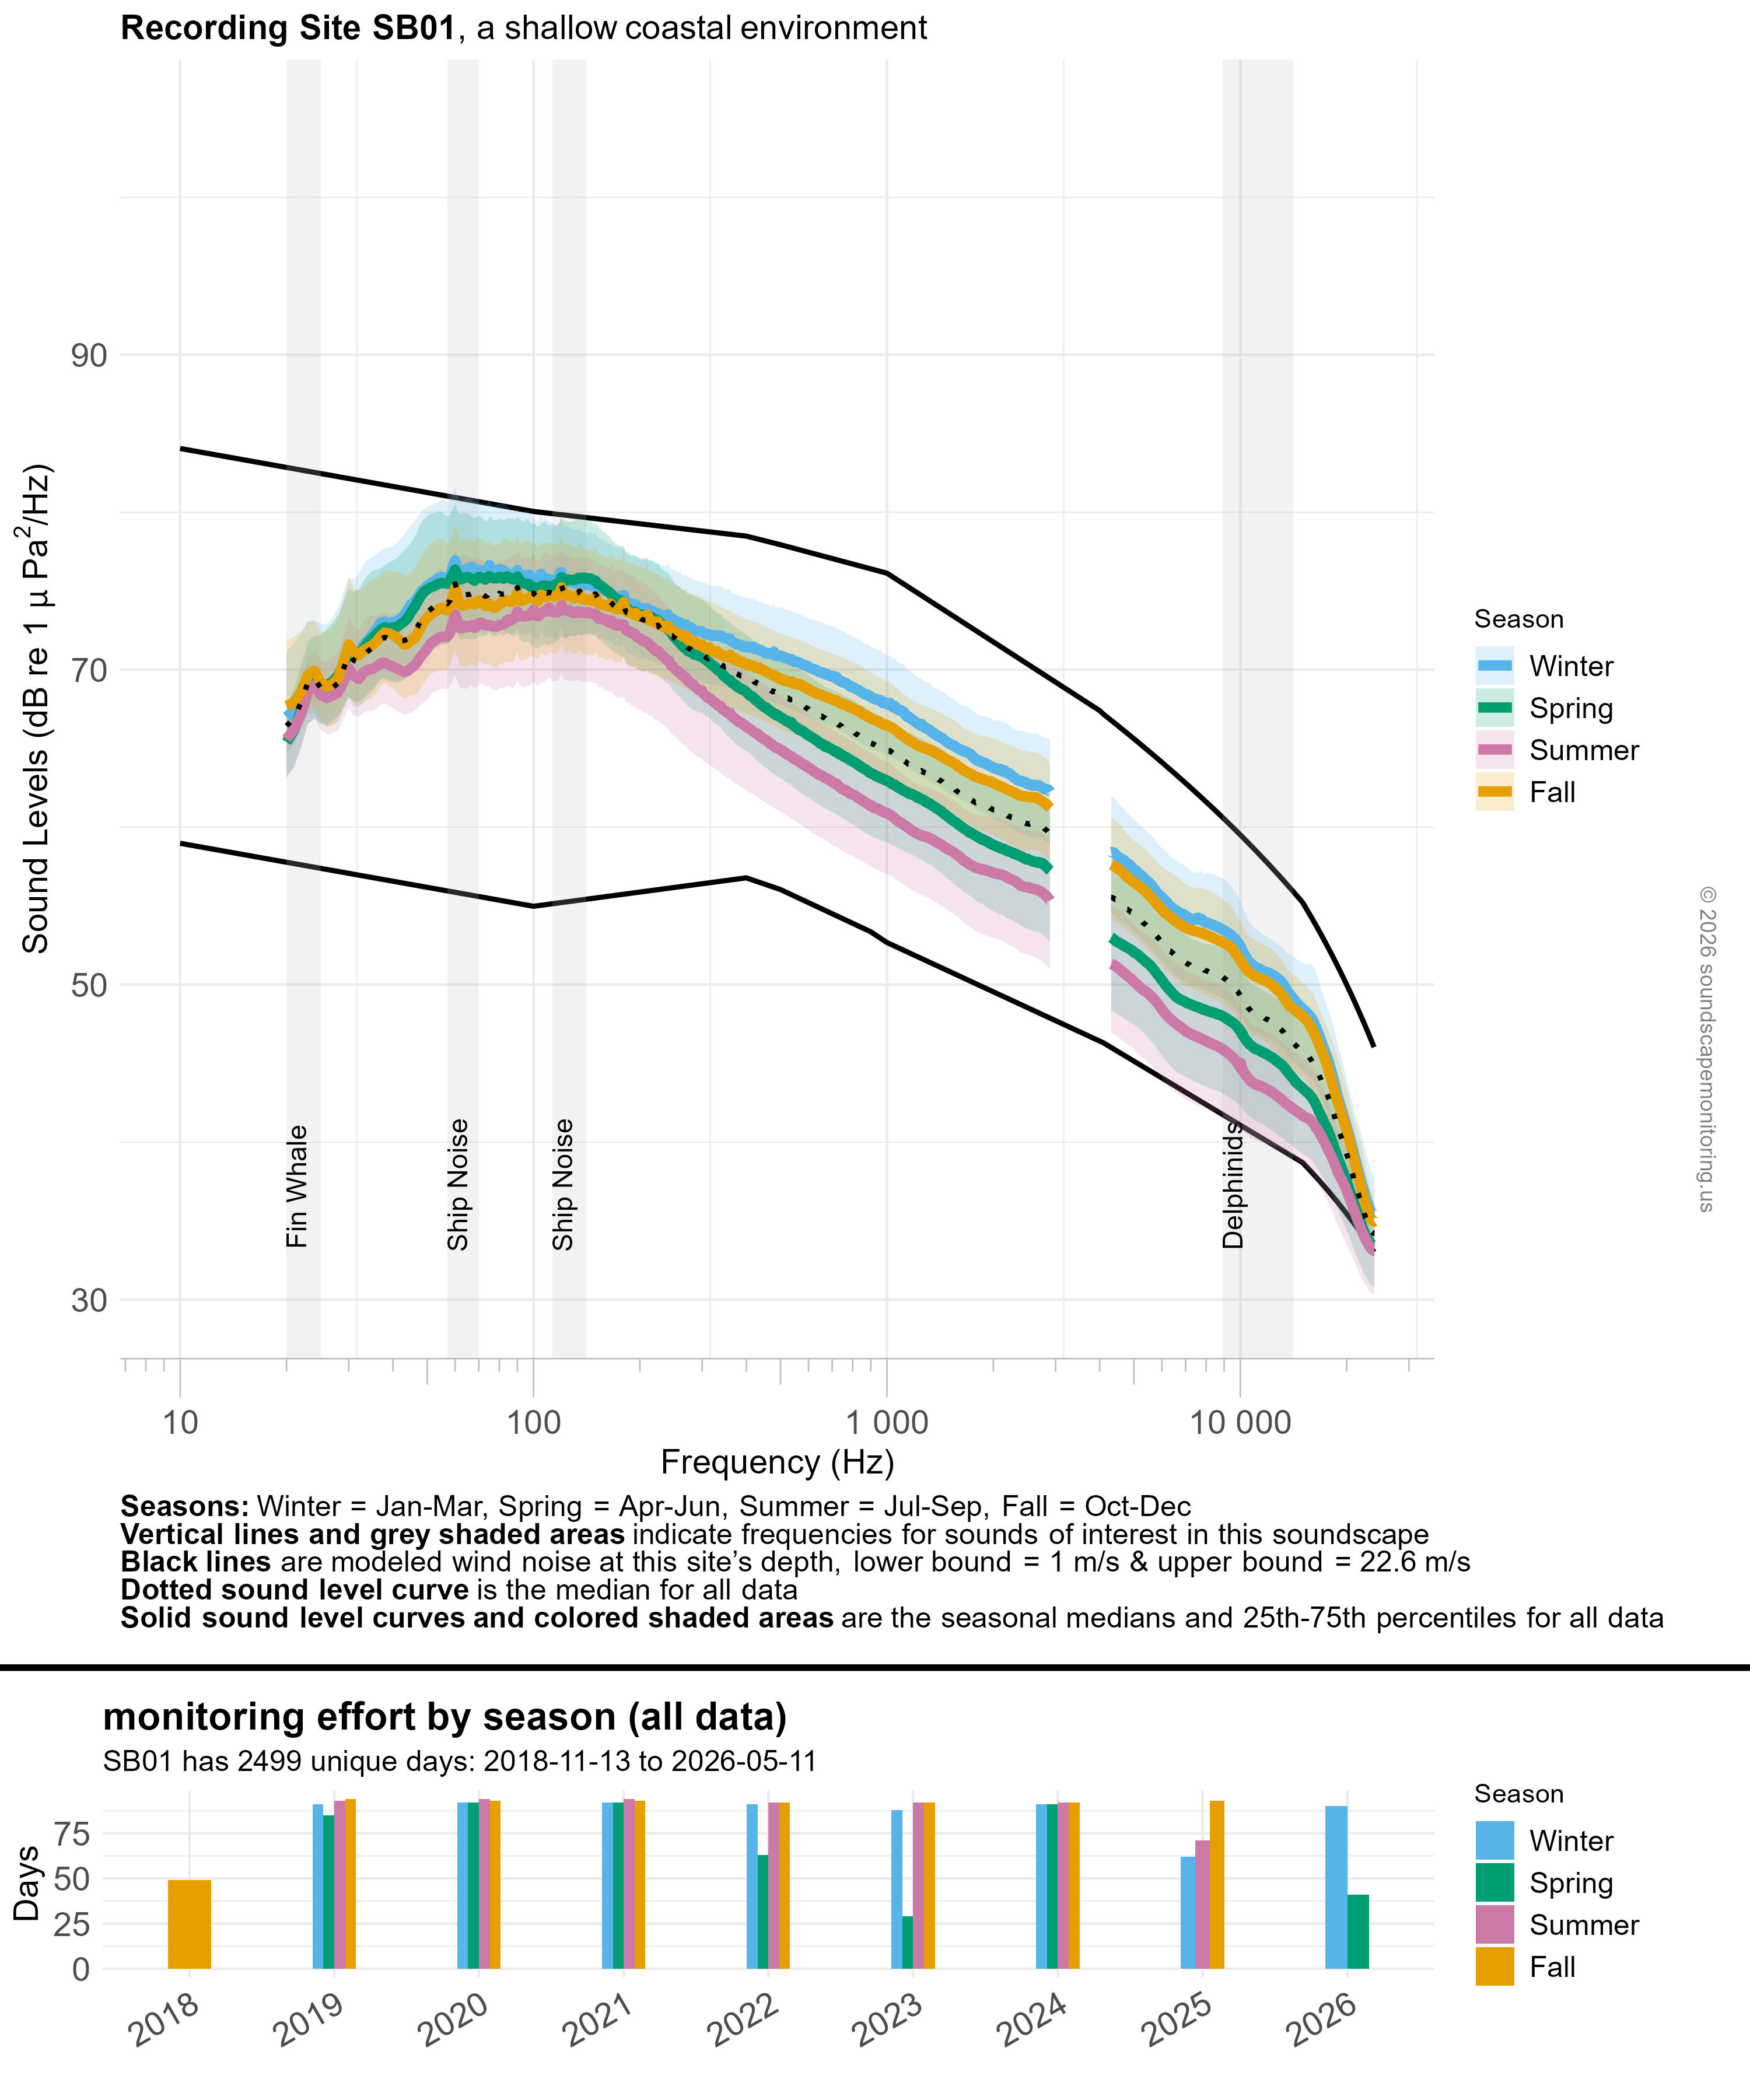 Recording Site SB01, a shallow coastal environment
Sound Levels (dB re 1 μ Pa²/Hz)
90
70
50
30
Fin Whale
Ship Noise
Ship Noise
Delphinids
10
100
1 000
10 000
Frequency (Hz)
Season
Winter
Spring
Summer
Fall
© 2026 soundscapemonitoring.us
Seasons: Winter = Jan-Mar, Spring = Apr-Jun, Summer = Jul-Sep, Fall = Oct-Dec
Vertical lines and grey shaded areas indicate frequencies for sounds of interest in this soundscape
Black lines are modeled wind noise at this site’s depth, lower bound = 1 m/s & upper bound = 22.6 m/s
Dotted sound level curve is the median for all data
Solid sound level curves and colored shaded areas are the seasonal medians and 25th-75th percentiles for all data
monitoring effort by season (all data)
SB01 has 2499 unique days: 2018-11-13 to 2026-05-11
Days
75
50
25
0
2018
2019
2020
2021
2022
2023
2024
2025
2026
Season
Winter
Spring
Summer
Fall